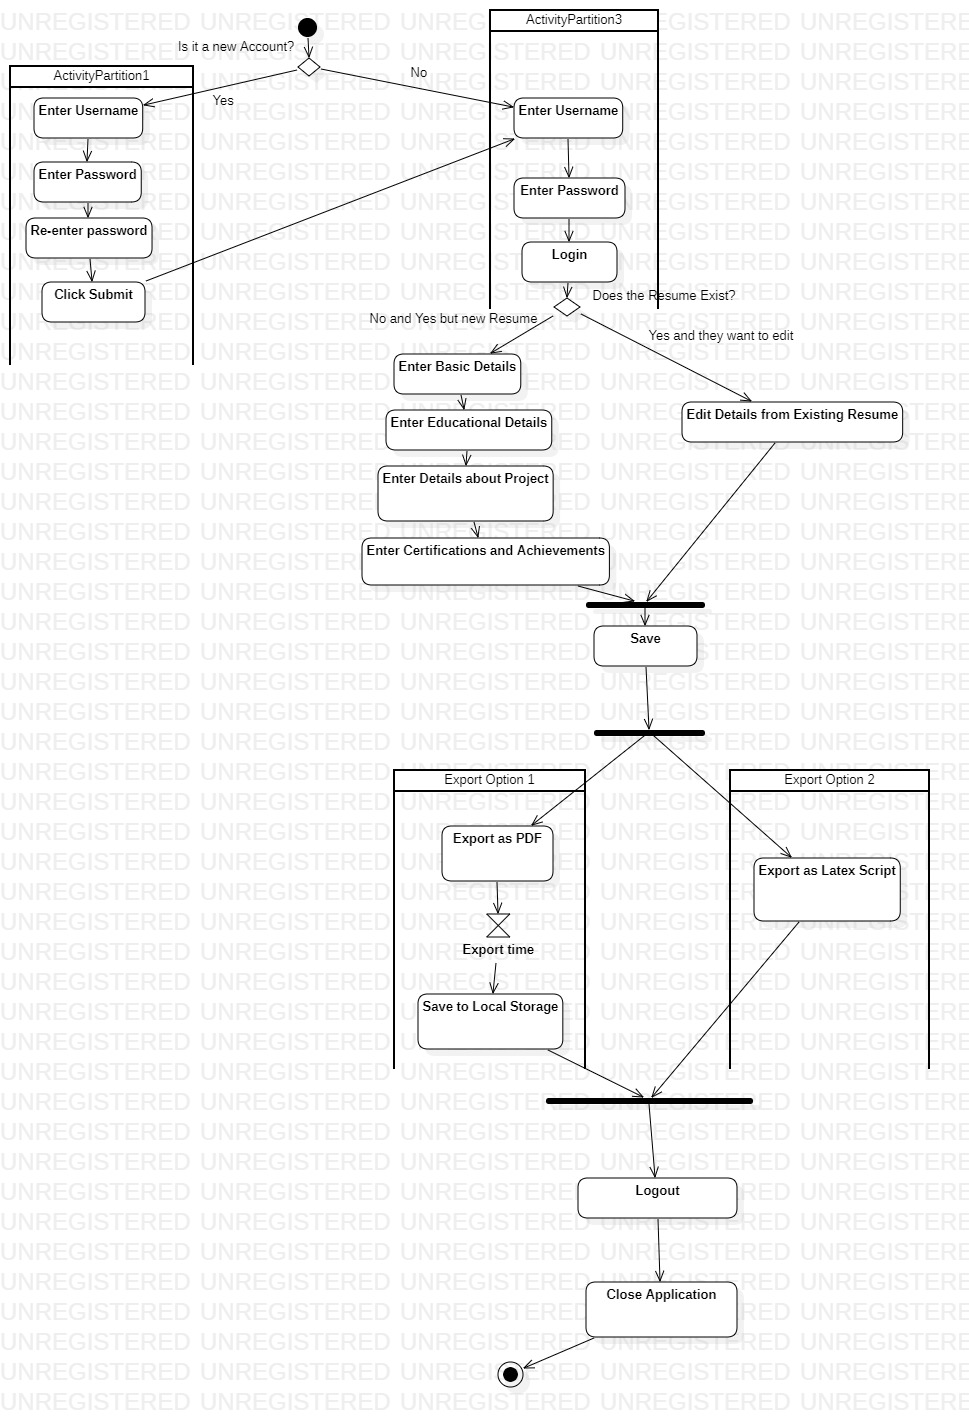 ActivityPartition3
Is it a new Account?
ActivityPartition1
No
Yes
Enter Username
Enter Username
Enter Password
Enter Password
Re-enter password
Login
Click Submit
Does the Resume Exist?
No and Yes but new Resume
Yes and they want to edit
Enter Basic Details
Edit Details from Existing Resume
Enter Educational Details
Enter Details about Project
Enter Certifications and Achievements
Save
Export Option 1
Export Option 2
Export as PDF
Export as Latex Script
Export time
Save to Local Storage
Logout
Close Application
UNREGISTERED